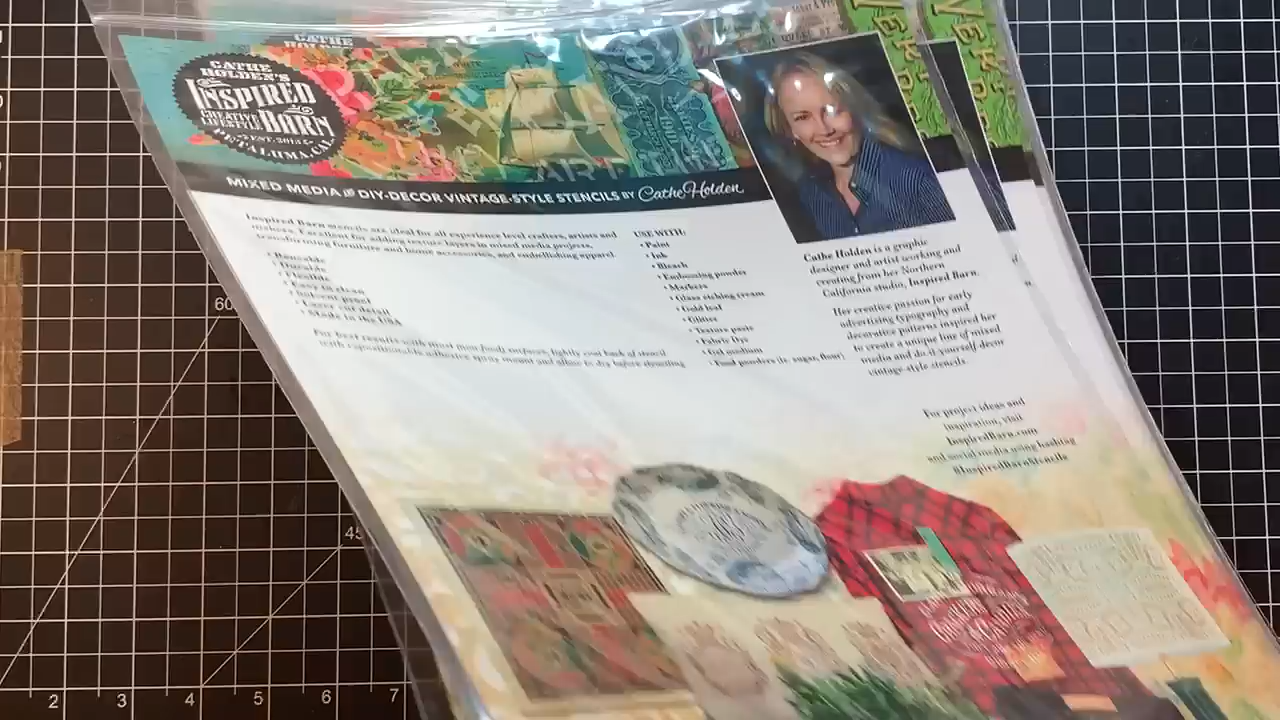 CATHE
HOLDEN'S
INSPIRED
CREATIVE
LIFESTYLE BARN
EST. 2013
PETALUMA, CA.
ART
MIXED MEDIA AND DIY-DECOR VINTAGE-STYLE STENCILS BY Cathe Holden
Inspired Barn stencils are ideal for all experience level crafters, artists and
makers. Excellent for adding texture layers in mixed media projects,
transforming furniture and home accessories, and embellishing apparel.
• Reusable
• Durable
• Flexible
• Easy to clean
• Solvent proof
• Laser cut detail
• Made in the USA
For best results with most (non-food) surfaces, lightly coat back of stencil
with repositionable adhesive spray mount and allow to dry before stenciling
USE WITH:
• Paint
• Ink
• Bleach
• Embossing powder
• Markers
• Glass etching cream
• Gold leaf
• Glitter
• Texture paste
• Fabric Dye
• Gel medium
• Food powders (ie. sugar, flour)
Cathe Holden is a graphic
designer and artist working and
creating from her Northern
California studio, Inspired Barn.
Her creative passion for early
advertising typography and
decorative patterns inspired her
to create a unique line of mixed
media and do-it-yourself decor
vintage-style stencils
For project ideas and
inspiration, visit
InspiredBarn.com
and social media using hashtag
#InspiredBarnStencils
60
45
2 3 4 5 6 7